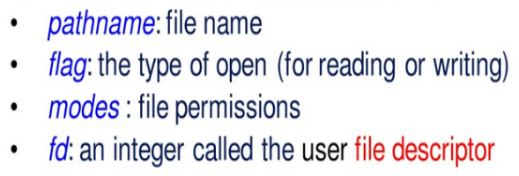 • pathname: file name
• flag: the type of open (for reading or writing)
• modes : file permissions
• fd: an integer called the user file descriptor